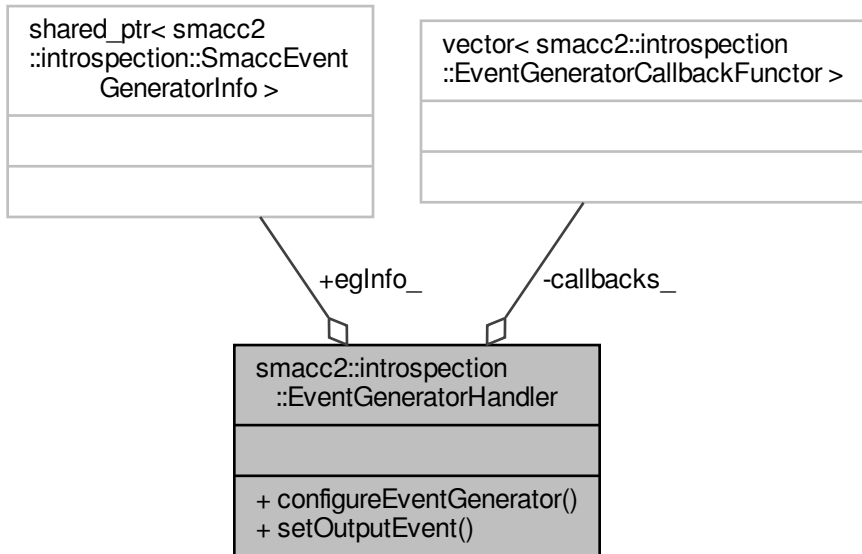 shared_ptr< smacc2
::introspection::SmaccEvent
GeneratorInfo >
vector< smacc2::introspection
::EventGeneratorCallbackFunctor >
+egInfo_
-callbacks_
smacc2::introspection
::EventGeneratorHandler
+ configureEventGenerator()
+ setOutputEvent()